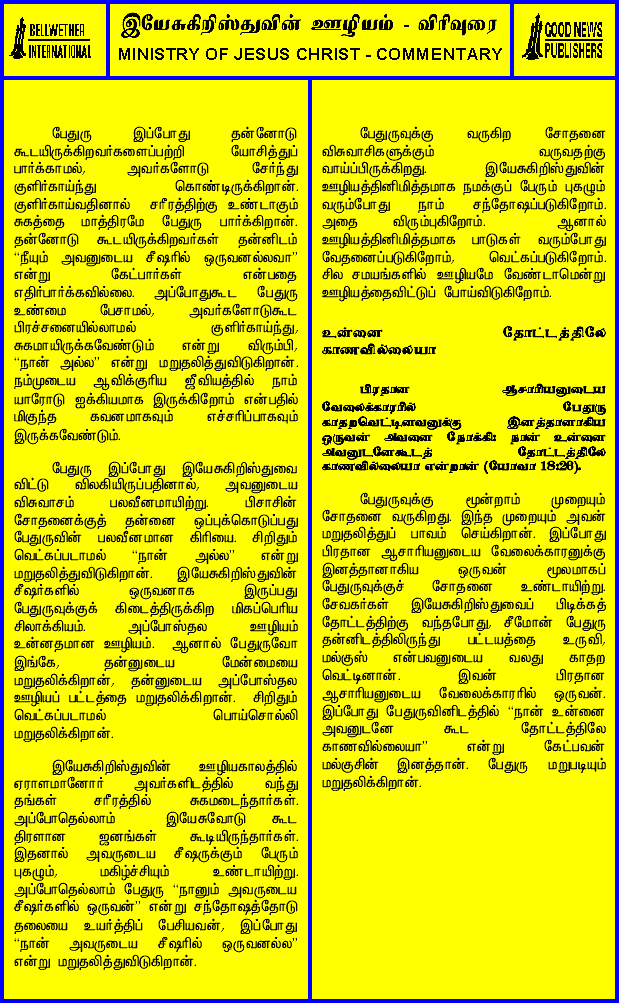 BELLWETHER
INTERNATIONAL
இயேசுகிறிஸ்துவின் ஊழியம் - விரிவுரை
MINISTRY OF JESUS CHRIST - COMMENTARY
GOOD NEWS
PUBLISHERS
பேதுரு இப்போது தன்னோடு
கூடயிருக்கிறவர்களைப்பற்றி யோசித்துப்
பார்க்காமல், அவர்களோடு சேர்ந்து
குளிர்காய்ந்து கொண்டிருக்கிறான்.
குளிர்காய்வதினால் சரீரத்திற்கு உண்டாகும்
சுகத்தை மாத்திரமே பேதுரு பார்க்கிறான்.
தன்னோடு கூடயிருக்கிறவர்கள் தன்னிடம்
“நீயும் அவனுடைய சீஷரில் ஒருவனல்லவா”
என்று கேட்பார்கள் என்பதை
எதிர்பார்க்கவில்லை. அப்போதுகூட பேதுரு
உண்மை பேசாமல், அவர்களோடுகூட
பிரச்சனையில்லாமல் குளிர்காய்ந்து,
சுகமாயிருக்கவேண்டும் என்று விரும்பி,
“நான் அல்ல” என்று மறுதலித்துவிடுகிறான்.
நம்முடைய ஆவிக்குரிய ஜீவியத்தில் நாம்
யாரோடு ஐக்கியமாக இருக்கிறோம் என்பதில்
மிகுந்த கவனமாகவும் எச்சரிப்பாகவும்
இருக்கவேண்டும்.
பேதுரு இப்போது இயேசுகிறிஸ்துவை
விட்டு விலகியிருப்பதினால், அவனுடைய
விசுவாசம் பலவீனமாயிற்று. பிசாசின்
சோதனைக்குத் தன்னை ஒப்புக்கொடுப்பது
பேதுருவின் பலவீனமான கிரியை. சிறிதும்
வெட்கப்படாமல் “நான் அல்ல” என்று
மறுதலித்துவிடுகிறான். இயேசுகிறிஸ்துவின்
சீஷர்களில் ஒருவனாக இருப்பது
பேதுருவுக்குக் கிடைத்திருக்கிற மிகப்பெரிய
சிலாக்கியம். அப்போஸ்தல ஊழியம்
உன்னதமான ஊழியம். ஆனால் பேதுருவோ
இங்கே, தன்னுடைய மேன்மையை
மறுதலிக்கிறான், தன்னுடைய அப்போஸ்தல
ஊழியப் பட்டத்தை மறுதலிக்கிறான். சிறிதும்
வெட்கப்படாமல் பொய்சொல்லி
மறுதலிக்கிறான்.
இயேசுகிறிஸ்துவின் ஊழியகாலத்தில்
ஏராளமானோர் அவர்களிடத்தில் வந்து
தங்கள் சரீரத்தில் சுகமடைந்தார்கள்.
அப்போதெல்லாம் இயேசுவோடு கூட
திரளான ஜனங்கள் கூடியிருந்தார்கள்.
இதனால் அவருடைய சீஷருக்கும் பேரும்
புகழும், மகிழ்ச்சியும் உண்டாயிற்று.
அப்போதெல்லாம் பேதுரு “நானும் அவருடைய
சீஷர்களில் ஒருவன்” என்று சந்தோஷத்தோடு
தலையை உயர்த்திப் பேசியவன், இப்போது
“நான் அவருடைய சீஷரில் ஒருவனல்ல”
என்று மறுதலித்துவிடுகிறான்.
பேதுருவுக்கு வருகிற சோதனை
விசுவாசிகளுக்கும் வருவதற்கு
வாய்ப்பிருக்கிறது. இயேசுகிறிஸ்துவின்
ஊழியத்தினிமித்தமாக நமக்குப் பேரும் புகழும்
வரும்போது நாம் சந்தோஷப்படுகிறோம்.
அதை விரும்புகிறோம். ஆனால்
ஊழியத்தினிமித்தமாக பாடுகள் வரும்போது
வேதனைப்படுகிறோம், வெட்கப்படுகிறோம்.
சில சமயங்களில் ஊழியமே வேண்டாமென்று
ஊழியத்தைவிட்டுப் போய்விடுகிறோம்.
உன்னை தோட்டத்திலே
காணவில்லையா
பிரதான ஆசாரியனுடைய
வேலைக்காரரில் பேதுரு
காதறவெட்டினவனுக்கு இனத்தானாகிய
ஒருவன் அவனை நோக்கி: நான் உன்னை
அவனுடனேகூடத் தோட்டத்திலே
காணவில்லையா என்றான் (யோவா 18:26).
பேதுருவுக்கு மூன்றாம் முறையும்
சோதனை வருகிறது. இந்த முறையும் அவன்
மறுதலித்துப் பாவம் செய்கிறான். இப்போது
பிரதான ஆசாரியனுடைய வேலைக்காரனுக்கு
இனத்தானாகிய ஒருவன் மூலமாகப்
பேதுருவுக்குச் சோதனை உண்டாயிற்று.
சேவகர்கள் இயேசுகிறிஸ்துவைப் பிடிக்கத்
தோட்டத்திற்கு வந்தபோது, சீமோன் பேதுரு
தன்னிடத்திலிருந்து பட்டயத்தை உருவி,
மல்குஸ் என்பவனுடைய வலது காதற
வெட்டினான். இவன் பிரதான
ஆசாரியனுடைய வேலைக்காரரில் ஒருவன்.
இப்போது பேதுருவினிடத்தில் “நான் உன்னை
அவனுடனே கூட தோட்டத்திலே
காணவில்லையா” என்று கேட்பவன்
மல்குசின் இனத்தான். பேதுரு மறுபடியும்
மறுதலிக்கிறான்.